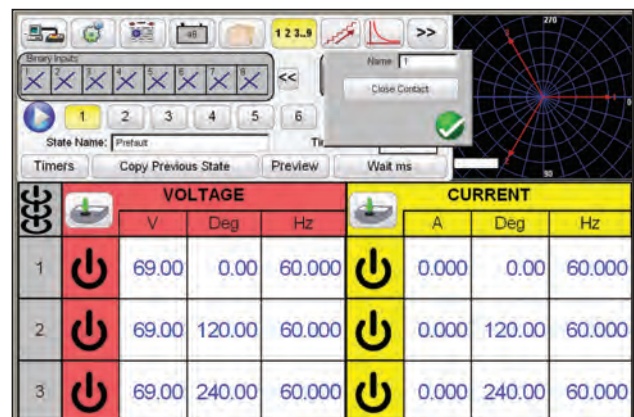 48
1 2 3..9
>>
Binary Inputs
1 2 3 4 5 6 7 8
<<
Name 1
Close Contact
270
1
0
2
90
1 2 3 4 5 6
State Name: Prefault
Timers Copy Previous State Preview Wait ms
VOLTAGE CURRENT
V Deg Hz A Deg Hz
1 69.00 0.00 60.000 0.000 0.00 60.000
2 69.00 120.00 60.000 0.000 120.00 60.000
3 69.00 240.00 60.000 0.000 240.00 60.000